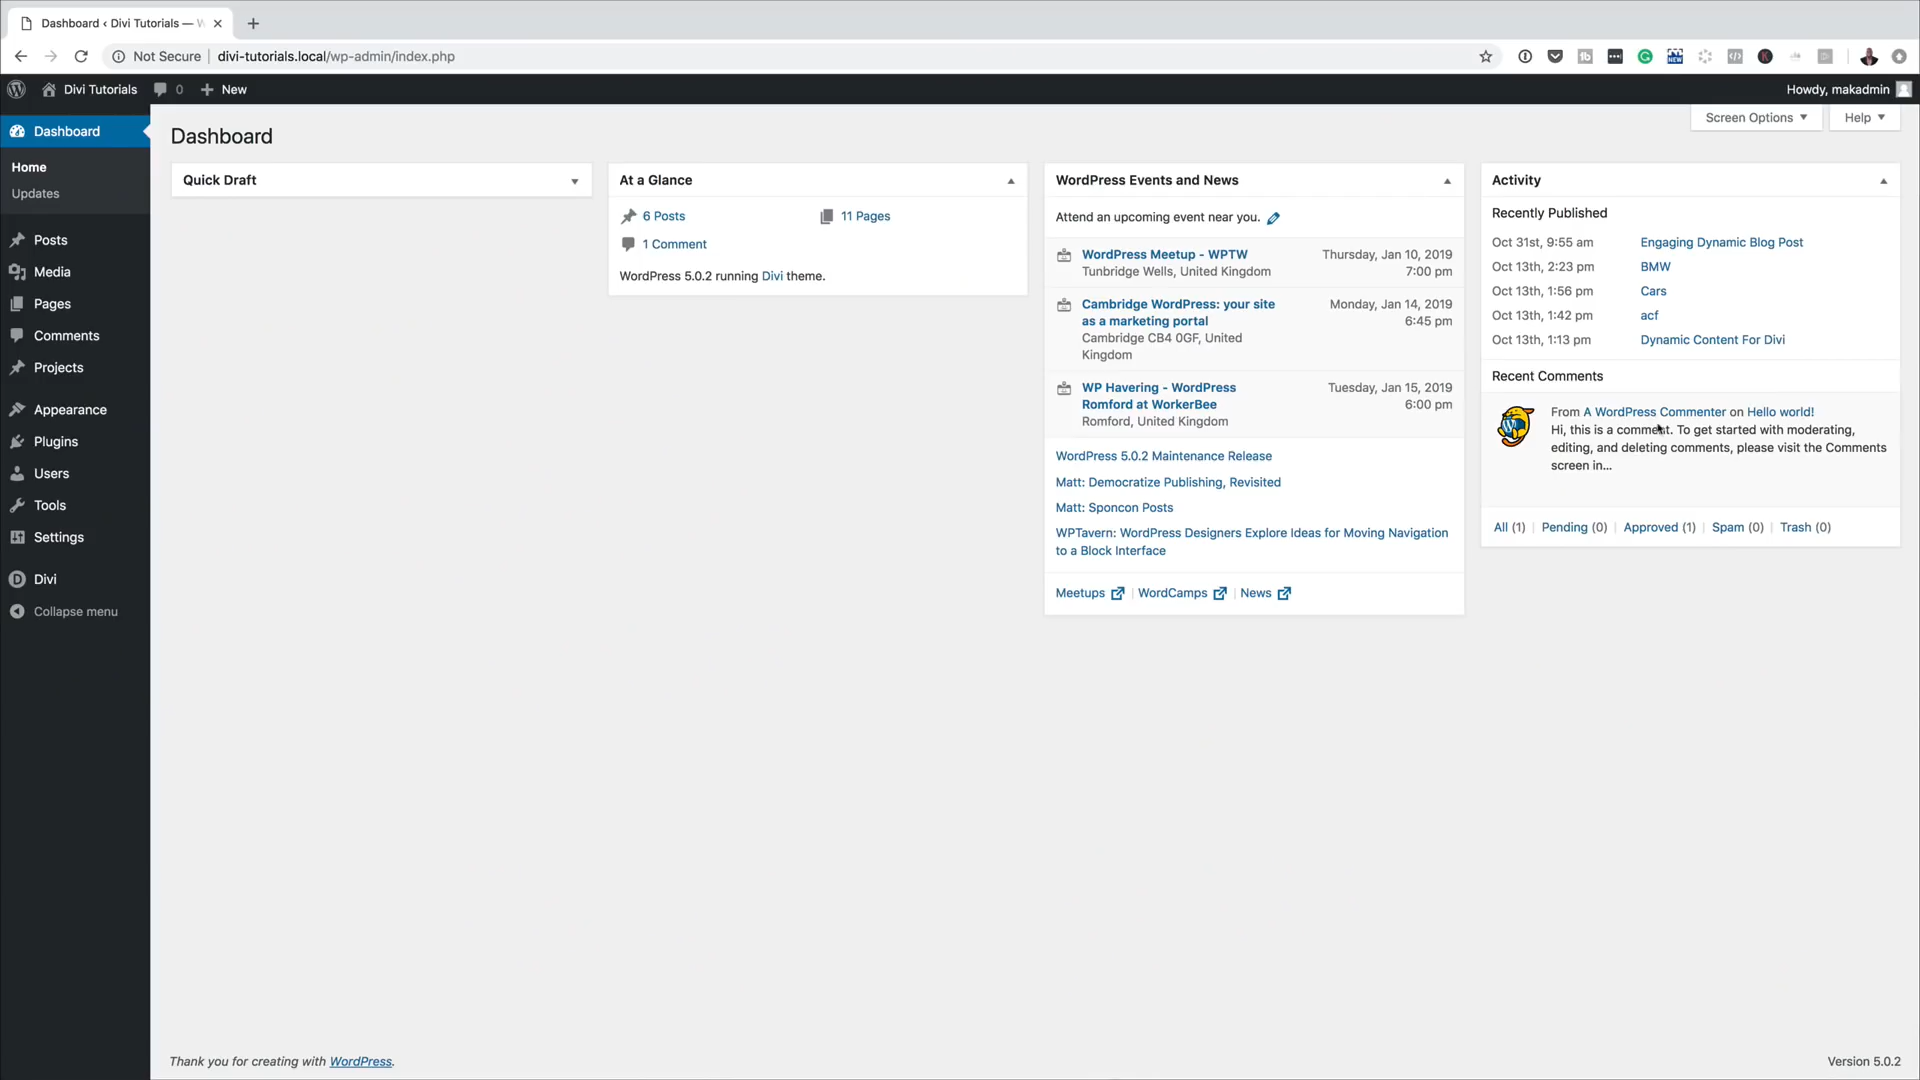 Dashboard ‹ Divi Tutorials —
Not Secure
divi-tutorials.local/wp-admin/index.php
NEW
Divi Tutorials
0
New
Howdy, makadmin
Dashboard
Home
Updates
Posts
Media
Pages
Comments
Projects
Appearance
Plugins
Users
Tools
Settings
Divi
Collapse menu
Screen Options
Help
Dashboard
Quick Draft
At a Glance
6 Posts
11 Pages
1 Comment
WordPress 5.0.2 running Divi theme.
WordPress Events and News
Attend an upcoming event near you.
WordPress Meetup - WPTW
Thursday, Jan 10, 2019
Tunbridge Wells, United Kingdom
7:00 pm
Cambridge WordPress: your site
Monday, Jan 14, 2019
as a marketing portal
6:45 pm
Cambridge CB4 0GF, United
Kingdom
WP Havering - WordPress
Tuesday, Jan 15, 2019
Romford at WorkerBee
6:00 pm
Romford, United Kingdom
WordPress 5.0.2 Maintenance Release
Matt: Democratize Publishing, Revisited
Matt: Sponcon Posts
WPTavern: WordPress Designers Explore Ideas for Moving Navigation
to a Block Interface
Meetups | WordCamps | News
Activity
Recently Published
Oct 31st, 9:55 am Engaging Dynamic Blog Post
Oct 13th, 2:23 pm BMW
Oct 13th, 1:56 pm Cars
Oct 13th, 1:42 pm acf
Oct 13th, 1:13 pm Dynamic Content For Divi
Recent Comments
From A WordPress Commenter on Hello world!
Hi, this is a comment. To get started with moderating,
editing, and deleting comments, please visit the Comments
screen in...
All (1) | Pending (0) | Approved (1) | Spam (0) | Trash (0)
Thank you for creating with WordPress.
Version 5.0.2